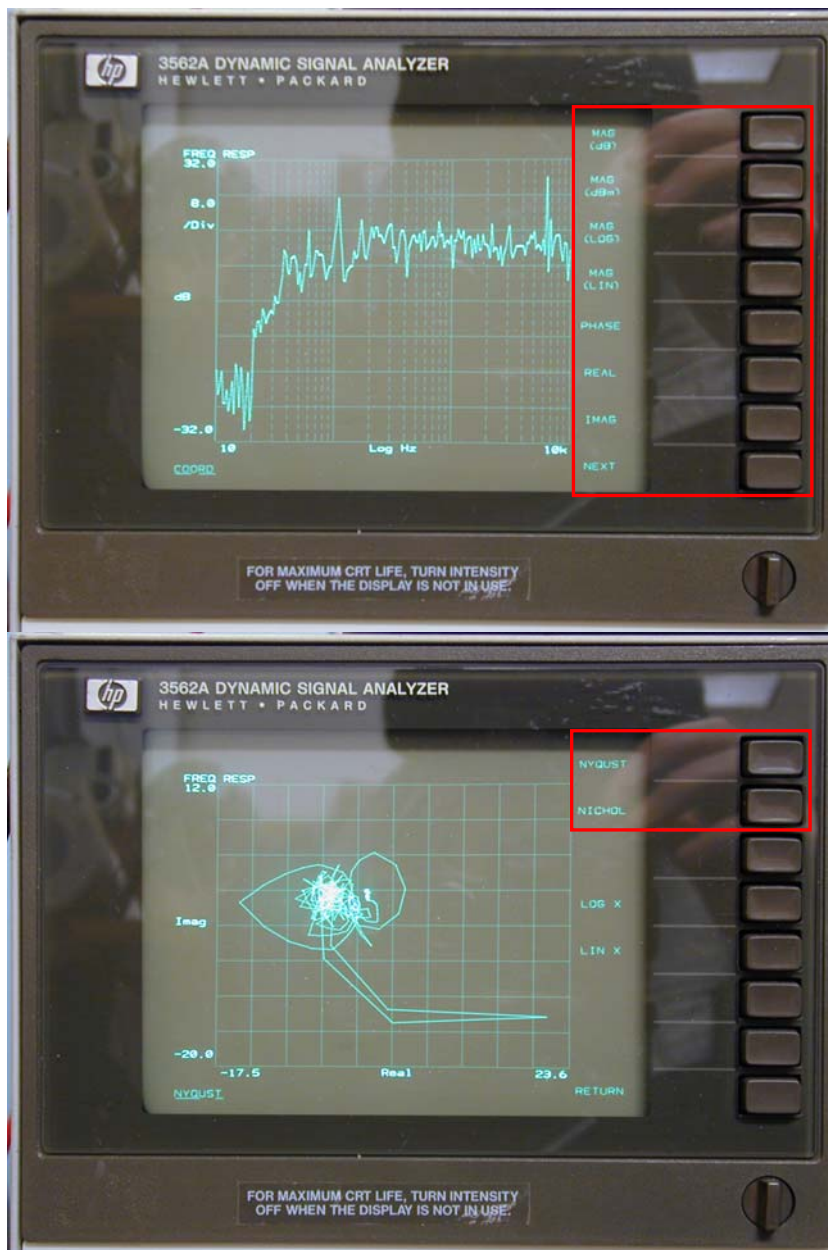 hp
3562A DYNAMIC SIGNAL ANALYZER
HEWLETT • PACKARD
MAG
(dB)
FREQ RESP
32.0
MAG
(dBm)
8.0
/Div
MAG
(LOG)
MAG
(LIN)
dB
PHASE
REAL
IMAG
-32.0
10
Log Hz
10k
COORD
NEXT
FOR MAXIMUM CRT LIFE, TURN INTENSITY
OFF WHEN THE DISPLAY IS NOT IN USE.
hp
3562A DYNAMIC SIGNAL ANALYZER
HEWLETT • PACKARD
NYQUST
FREQ RESP
12.0
NICHOL
LOG X
Imag
LIN X
-20.0
-17.5
Real
23.6
NYQUST
RETURN
FOR MAXIMUM CRT LIFE, TURN INTENSITY
OFF WHEN THE DISPLAY IS NOT IN USE.